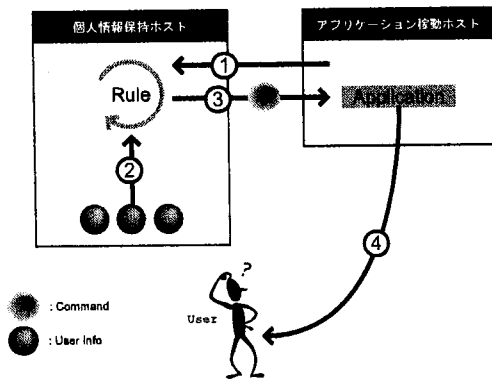 個人情報保持ホスト
アプリケーション稼動ホスト
1
Rule
3
Application
2
4
?
User
: Command
: User Info